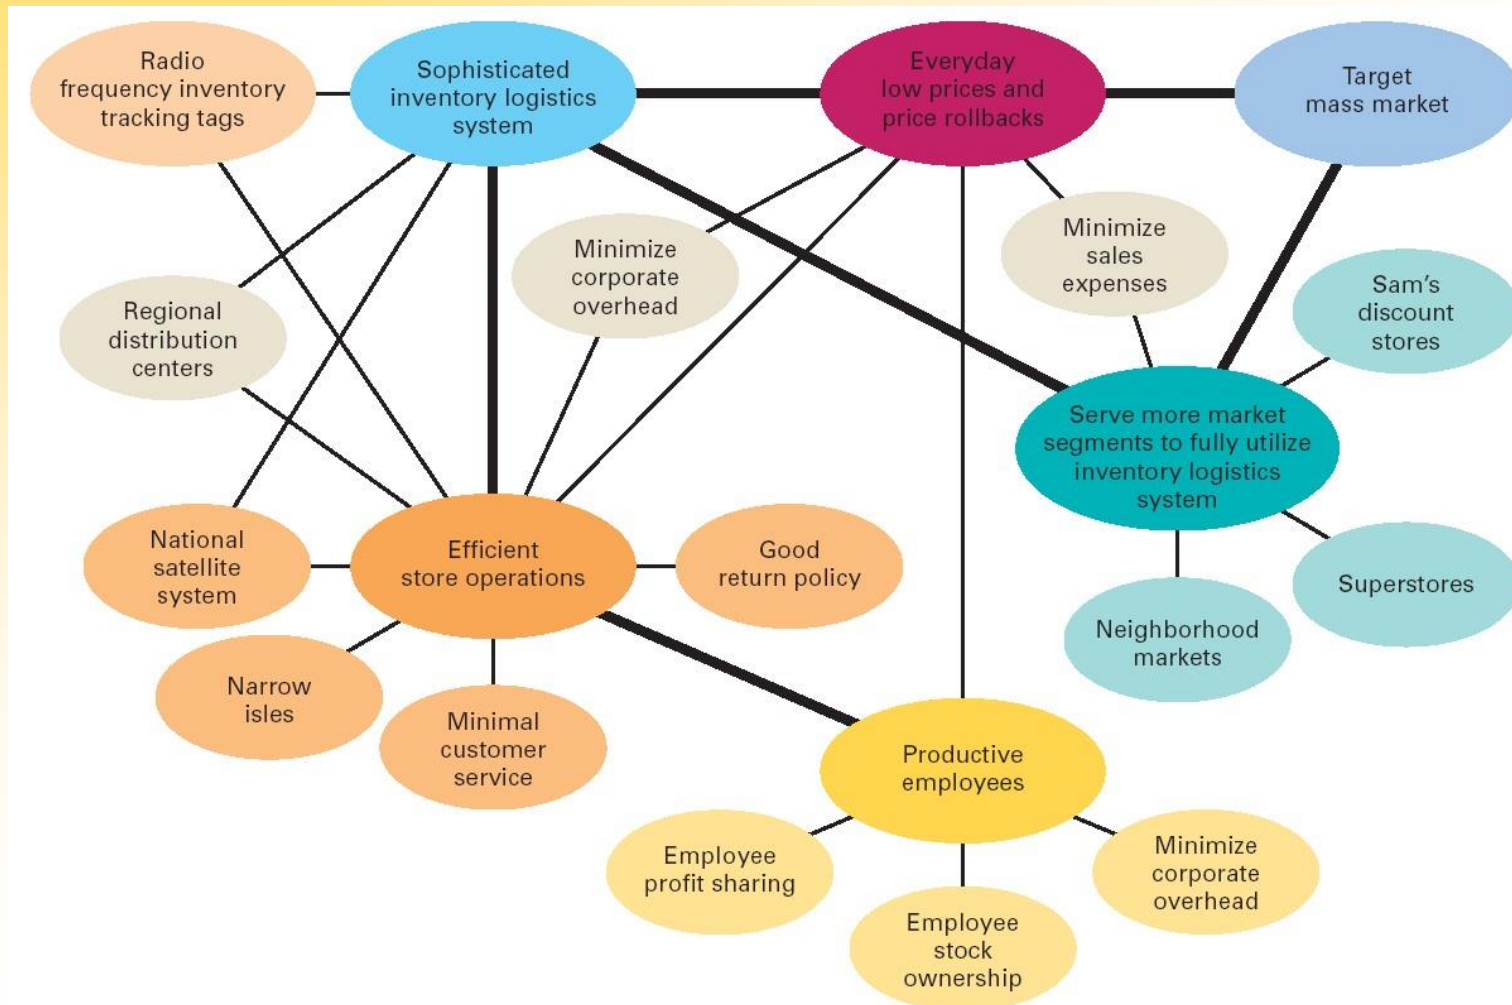 Radio
frequency inventory
tracking tags
Sophisticated
inventory logistics
system
Everyday
low prices and
price rollbacks
Target
mass market
Minimize
corporate
overhead
Minimize
sales
expenses
Sam's
discount
stores
Regional
distribution
centers
Serve more market
segments to fully utilize
inventory logistics
system
National
satellite
system
Efficient
store operations
Good
return policy
Superstores
Neighborhood
markets
Narrow
isles
Minimal
customer
service
Productive
employees
Employee
profit sharing
Employee
stock
ownership
Minimize
corporate
overhead